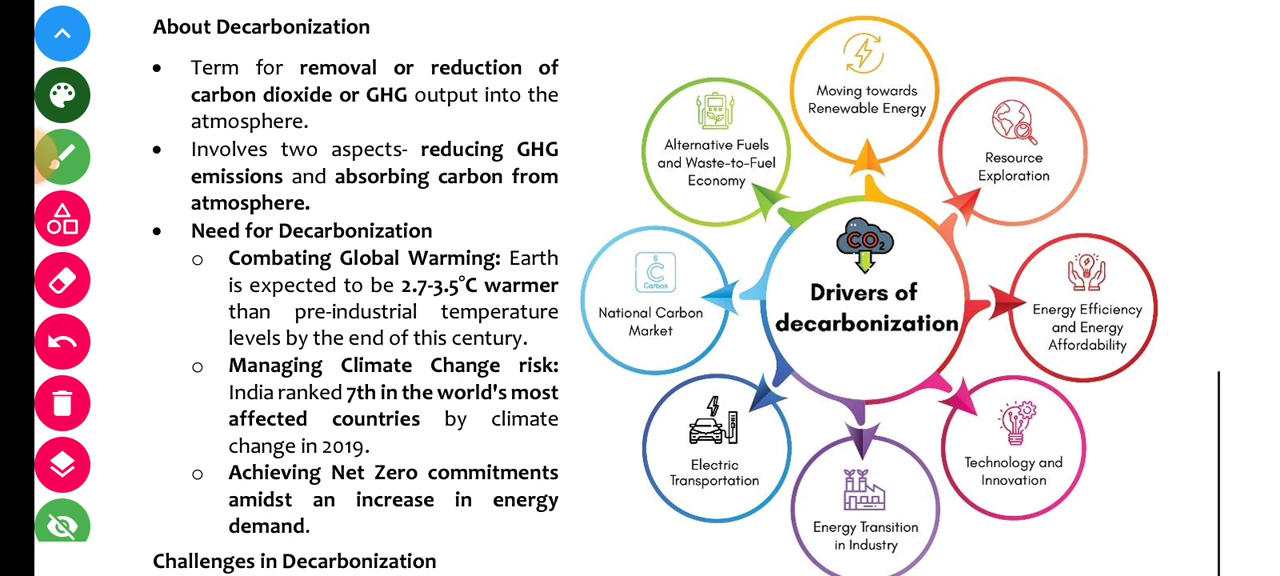 About Decarbonization
• Term for removal or reduction of
carbon dioxide or GHG output into the
atmosphere.
• Involves two aspects- reducing GHG
emissions and absorbing carbon from
atmosphere.
• Need for Decarbonization
o Combating Global Warming: Earth
is expected to be 2.7-3.5°C warmer
than pre-industrial temperature
levels by the end of this century.
o Managing Climate Change risk:
India ranked 7th in the world's most
affected countries by climate
change in 2019.
o Achieving Net Zero commitments
amidst an increase in energy
demand.
Challenges in Decarbonization
Moving towards
Renewable Energy
Resource
Exploration
Energy Efficiency
and Energy
Affordability
Technology and
Innovation
Energy Transition
in Industry
Electric
Transportation
6
C
Carbon
National Carbon
Market
Alternative Fuels
and Waste-to-Fuel
Economy
CO₂
Drivers of
decarbonization